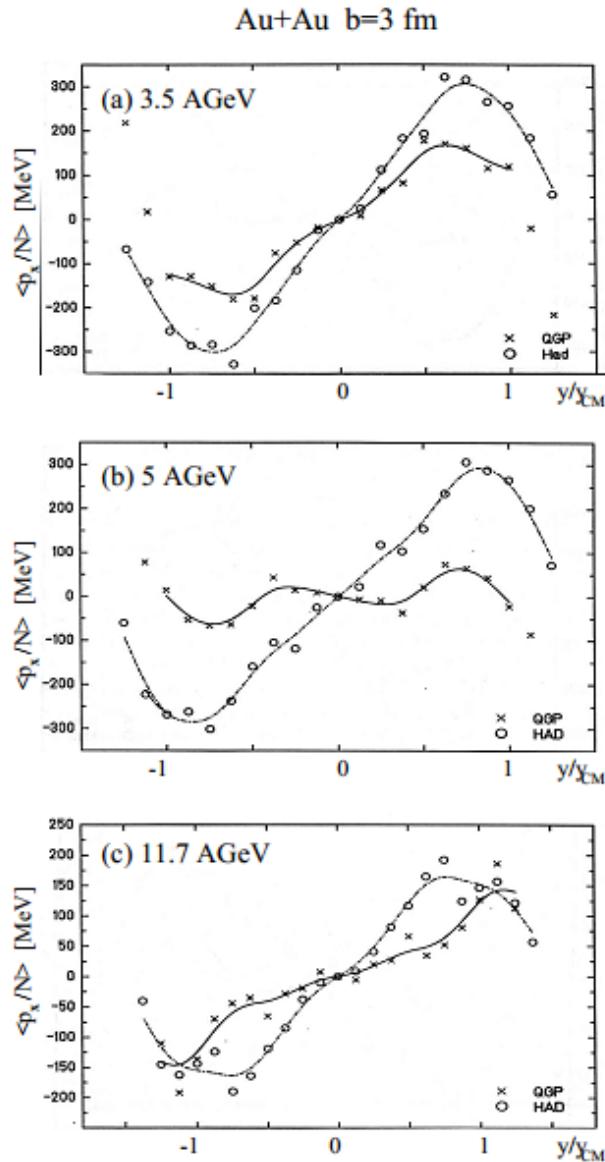 Au+Au b=3 fm
(a) 3.5 AGeV
<p_x/N> [MeV]
300
200
100
0
-100
-200
-300
× QGP
o Had
-1 0 1 y/y_CM
(b) 5 AGeV
<p_x/N> [MeV]
300
200
100
0
-100
-200
-300
× QGP
o HAD
-1 0 1 y/y_CM
(c) 11.7 AGeV
<p_x/N> [MeV]
250
200
150
100
50
0
-50
-100
-150
-200
× QGP
o HAD
-1 0 1 y/y_CM